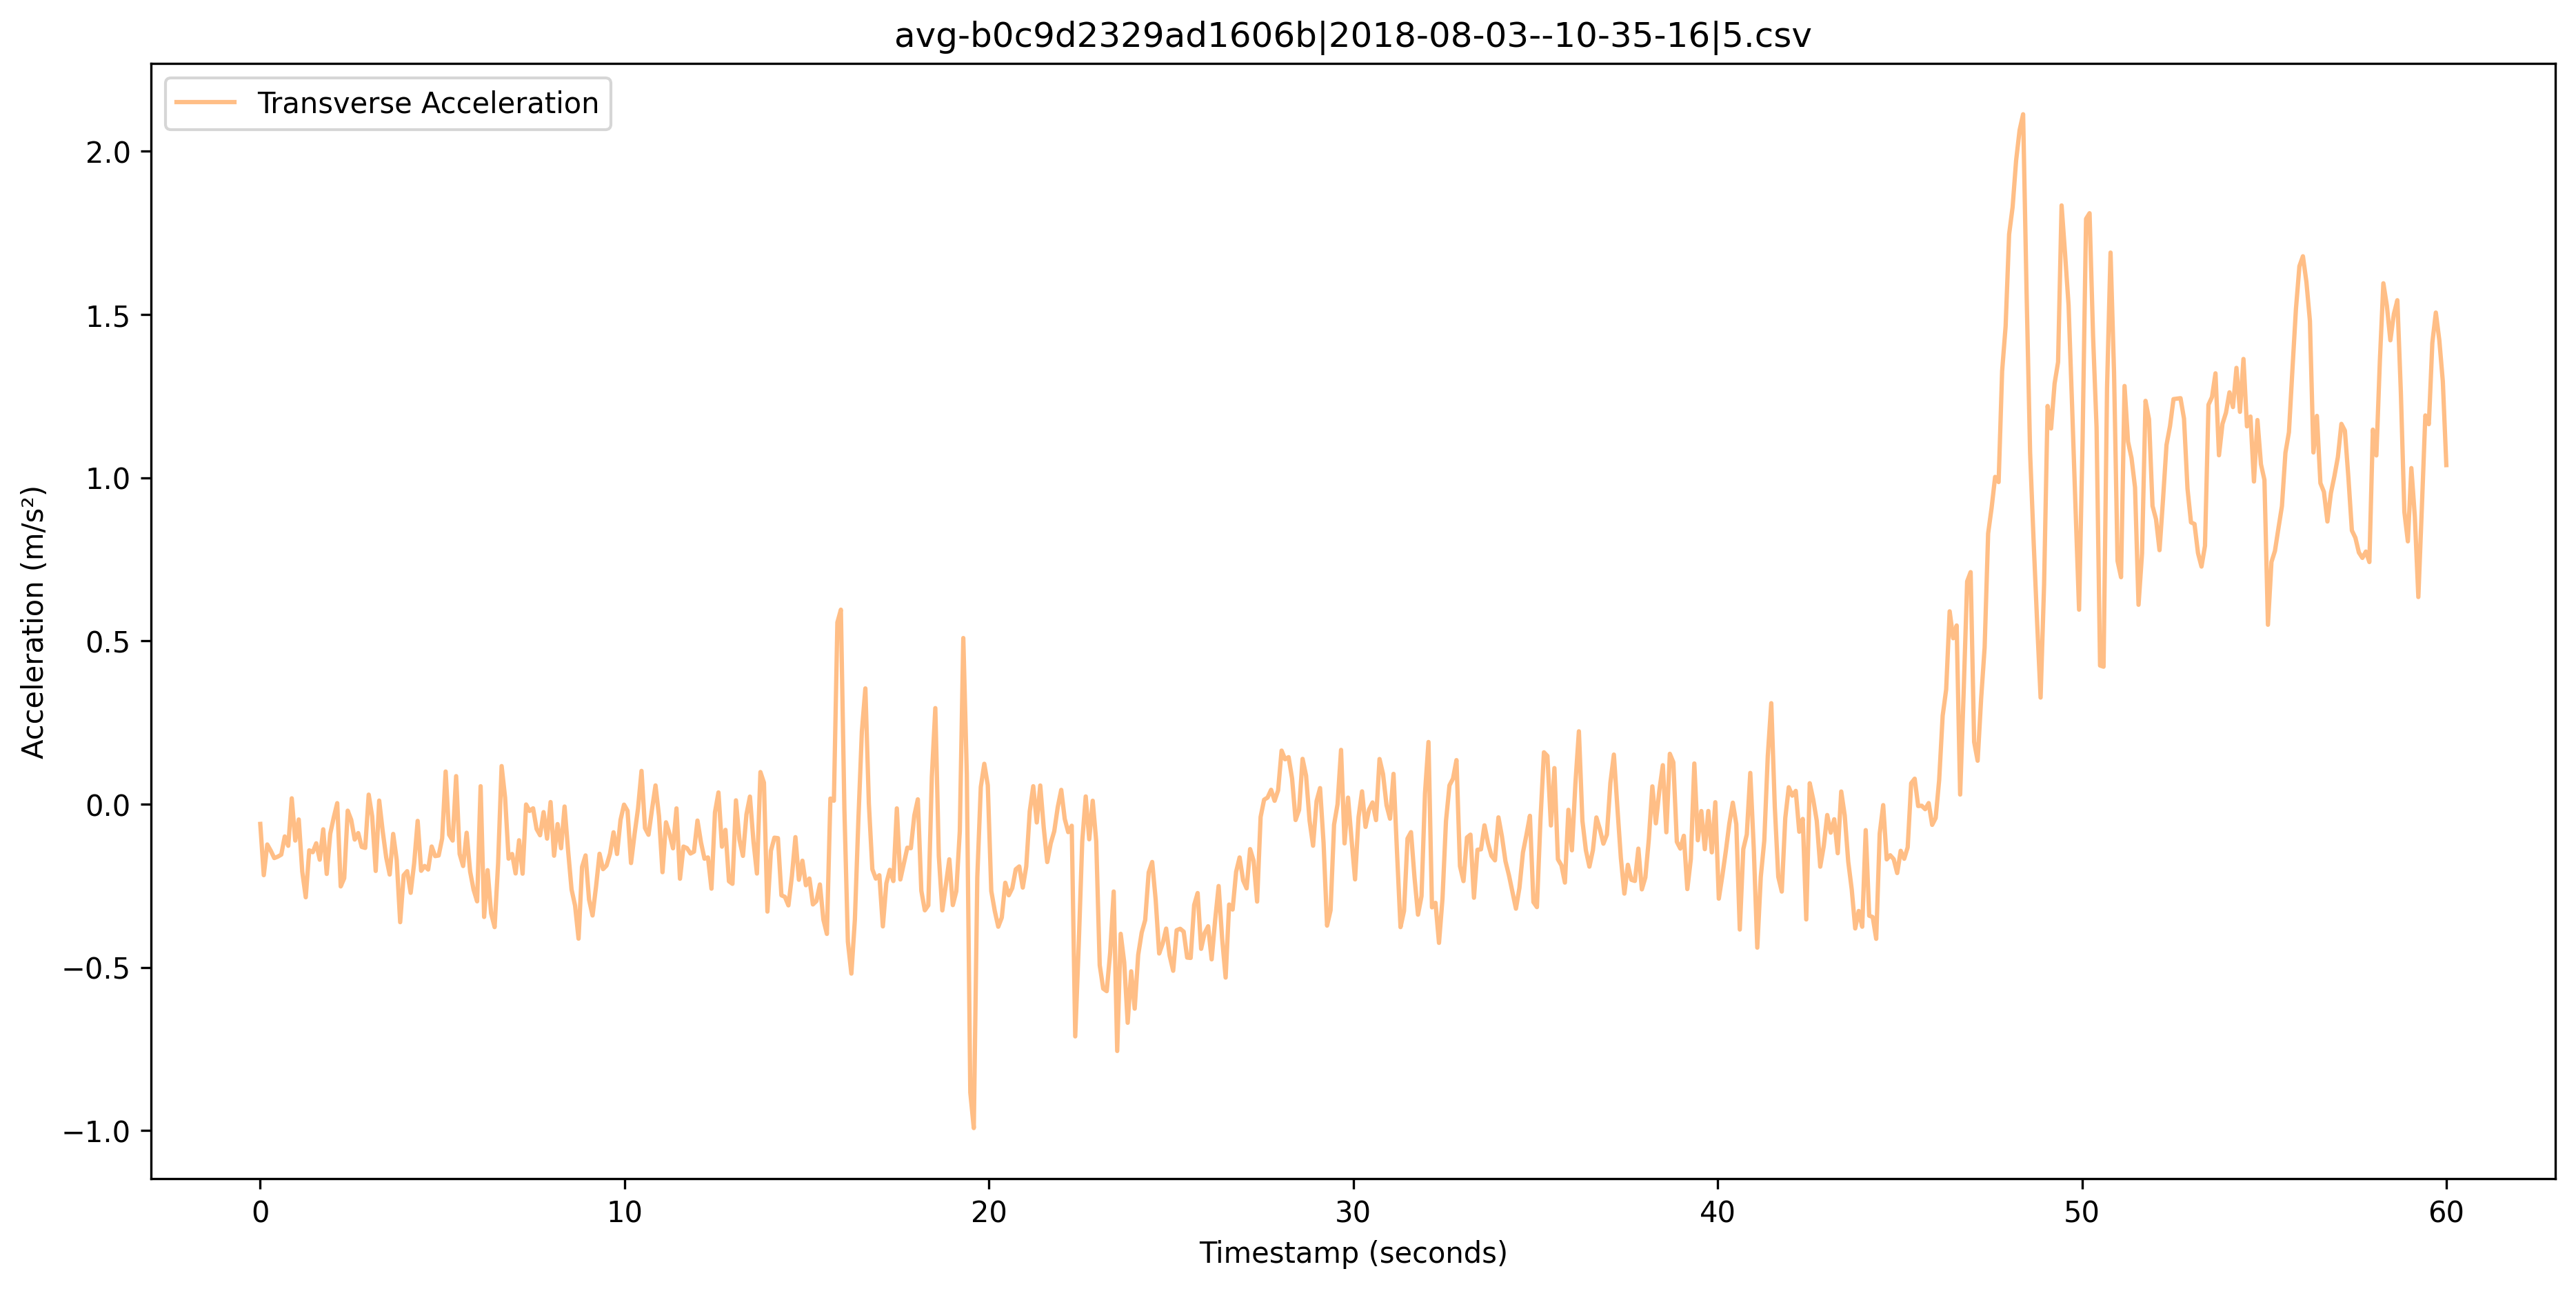 avg-b0c9d2329ad1606b|2018-08-03--10-35-16|5.csv
Transverse Acceleration
2.0
1.5
1.0
0.5
0.0
−0.5
−1.0
Acceleration (m/s²)
0 10 20 30 40 50 60
Timestamp (seconds)